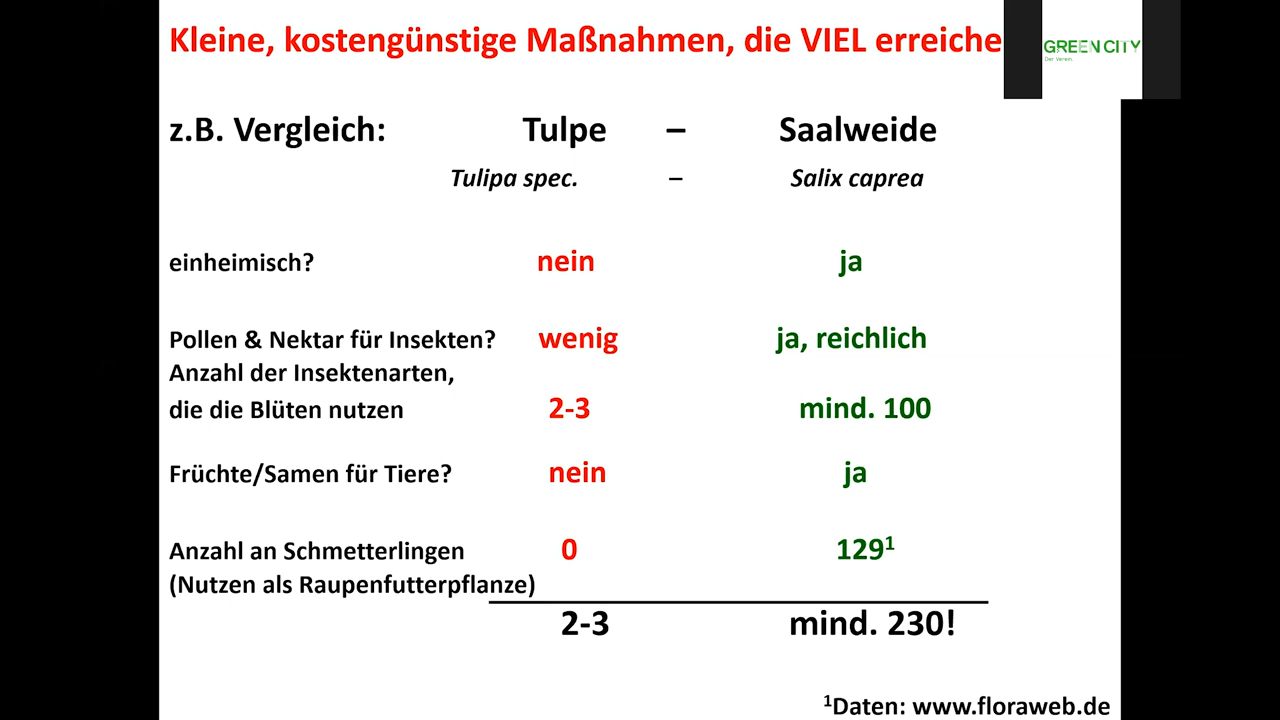 Kleine, kostengünstige Maßnahmen, die VIEL erreiche
GREEN CITY
Der Verein.
z.B. Vergleich: Tulpe – Saalweide
Tulipa spec. – Salix caprea
einheimisch? nein ja
Pollen & Nektar für Insekten? wenig ja, reichlich
Anzahl der Insektenarten,
die die Blüten nutzen 2-3 mind. 100
Früchte/Samen für Tiere? nein ja
Anzahl an Schmetterlingen 0 129¹
(Nutzen als Raupenfutterpflanze)
2-3 mind. 230!
¹Daten: www.floraweb.de